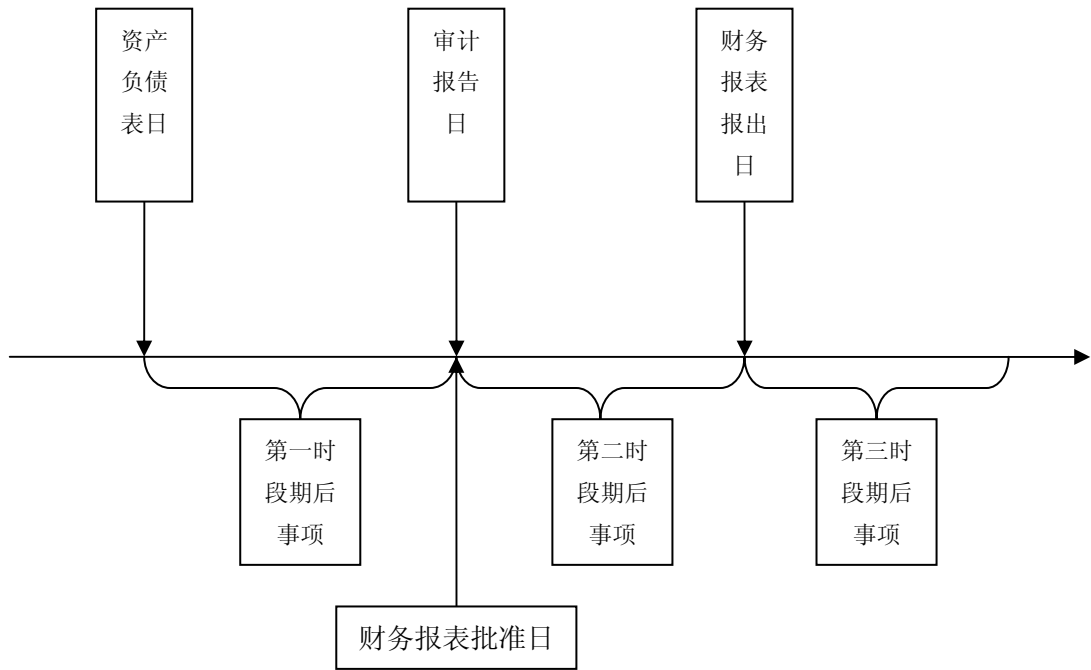 资产
负债
表日
审计
报告
日
财务
报表
报出
日
第一时
段期后
事项
第二时
段期后
事项
第三时
段期后
事项
财务报表批准日